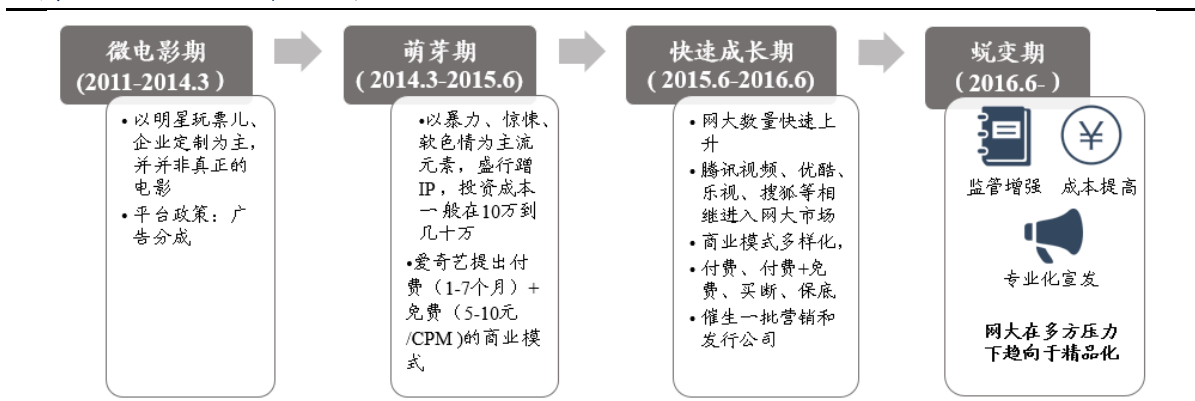 微电影期
(2011-2014.3）
• 以明星玩票儿、
企业定制为主，
并并非真正的
电影
• 平台政策：广
告分成
萌芽期
（2014.3-2015.6)
•以暴力、惊悚、
软色情为主流
元素，盛行蹭
IP，投资成本
一般在10万到
几十万
•爱奇艺提出付
费（1-7个月）+
免费（5-10元
/CPM )的商业模
式
快速成长期
（2015.6-2016.6)
• 网大数量快速上
升
• 腾讯视频、优酷、
乐视、搜狐等相
继进入网大市场
• 商业模式多样化，
• 付费、付费+免
费、买断、保底
• 催生一批营销和
发行公司
蜕变期
（2016.6-）
¥
监管增强 成本提高
专业化宣发
网大在多方压力
下趋向于精品化